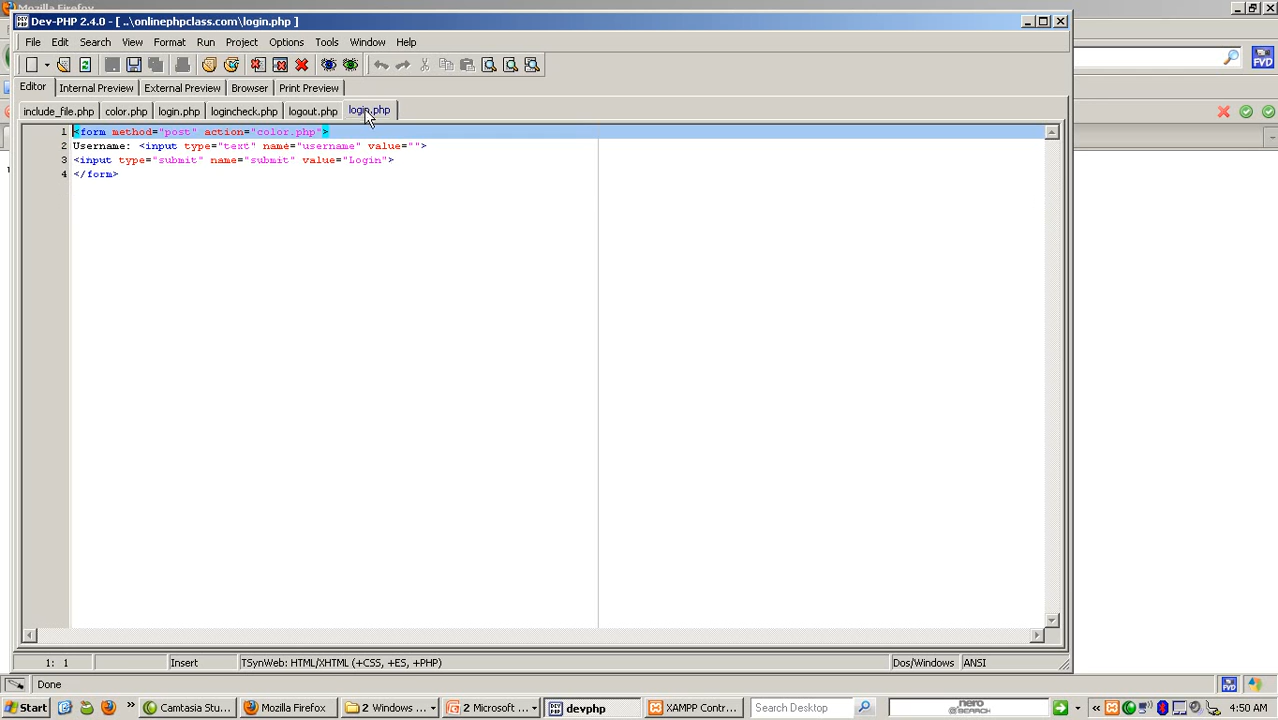 Mozilla Firefox
Dev-PHP 2.4.0 - [ ..\onlinephpclass.com\login.php ]
File Edit Search View Format Run Project Options Tools Window Help
Editor Internal Preview External Preview Browser Print Preview
include_file.php color.php login.php logincheck.php logout.php login.php
1 <form method="post" action="color.php">
2 Username: <input type="text" name="username" value="">
3 <input type="submit" name="submit" value="Login">
4 </form>
1: 1 Insert TSynWeb: HTML/XHTML (+CSS, +ES, +PHP) Dos/Windows ANSI
Done
Start Camtasia Stu... Mozilla Firefox 2 Windows ... 2 Microsoft ... devphp XAMPP Contr... Search Desktop nero SEARCH 4:50 AM
FVD